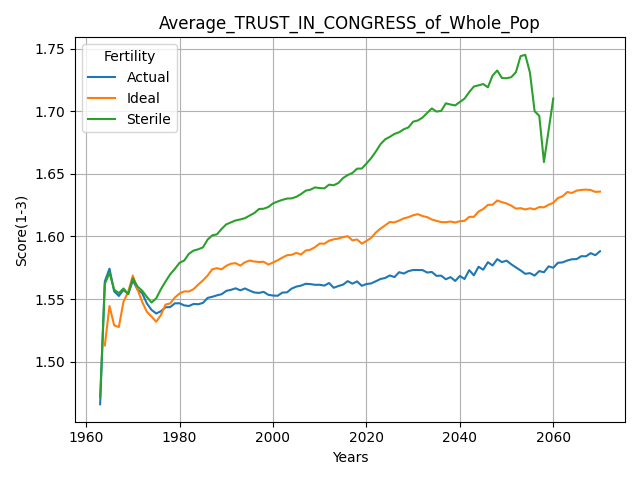 Average_TRUST_IN_CONGRESS_of_Whole_Pop
Fertility
Actual
Ideal
Sterile
Score(1-3)
1.75
1.70
1.65
1.60
1.55
1.50
1960
1980
2000
2020
2040
2060
Years